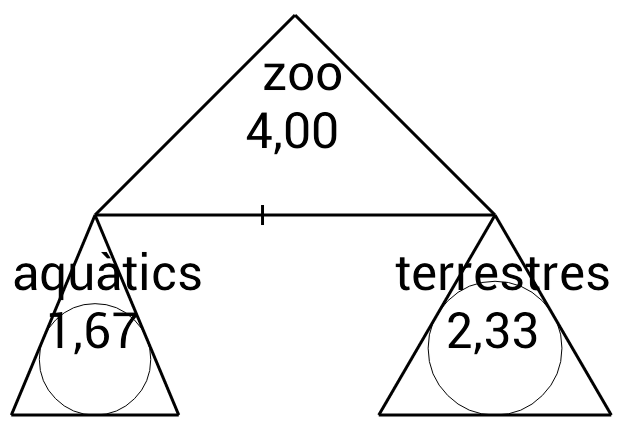 zoo
4,00
aquàtics
1,67
terrestres
2,33